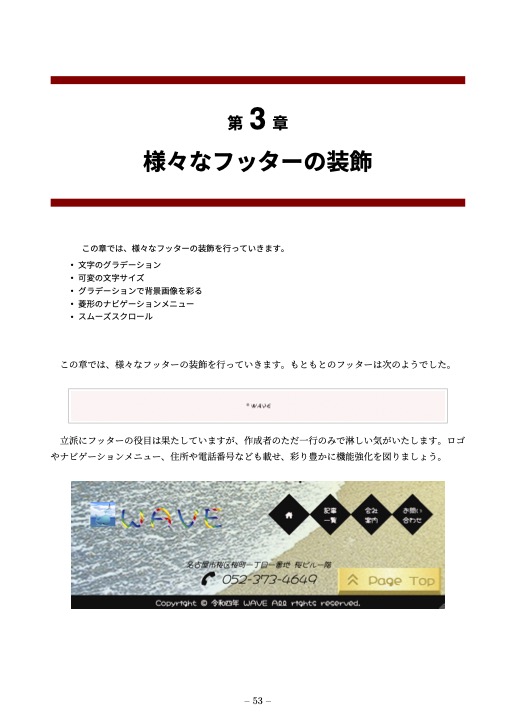 第 3 章
様々なフッターの装飾
この章では、様々なフッターの装飾を行っていきます。
• 文字のグラデーション
• 可変の文字サイズ
• グラデーションで背景画像を彩る
• 菱形のナビゲーションメニュー
• スムーズスクロール
この章では、様々なフッターの装飾を行っていきます。もともとのフッターは次のようでした。
© WAVE
立派にフッターの役目は果たしていますが、作成者のただ一行のみで淋しい気がいたします。ロゴ
やナビゲーションメニュー、住所や電話番号なども載せ、彩り豊かに機能強化を図りましょう。
WAVE
記事
一覧
会社
案内
お問い
合わせ
名古屋市桜区桜町一丁目一番地 桜ビル一階
052-373-4649
Page Top
Copyright © 令和四年 WAVE All rights reserved.
– 53 –